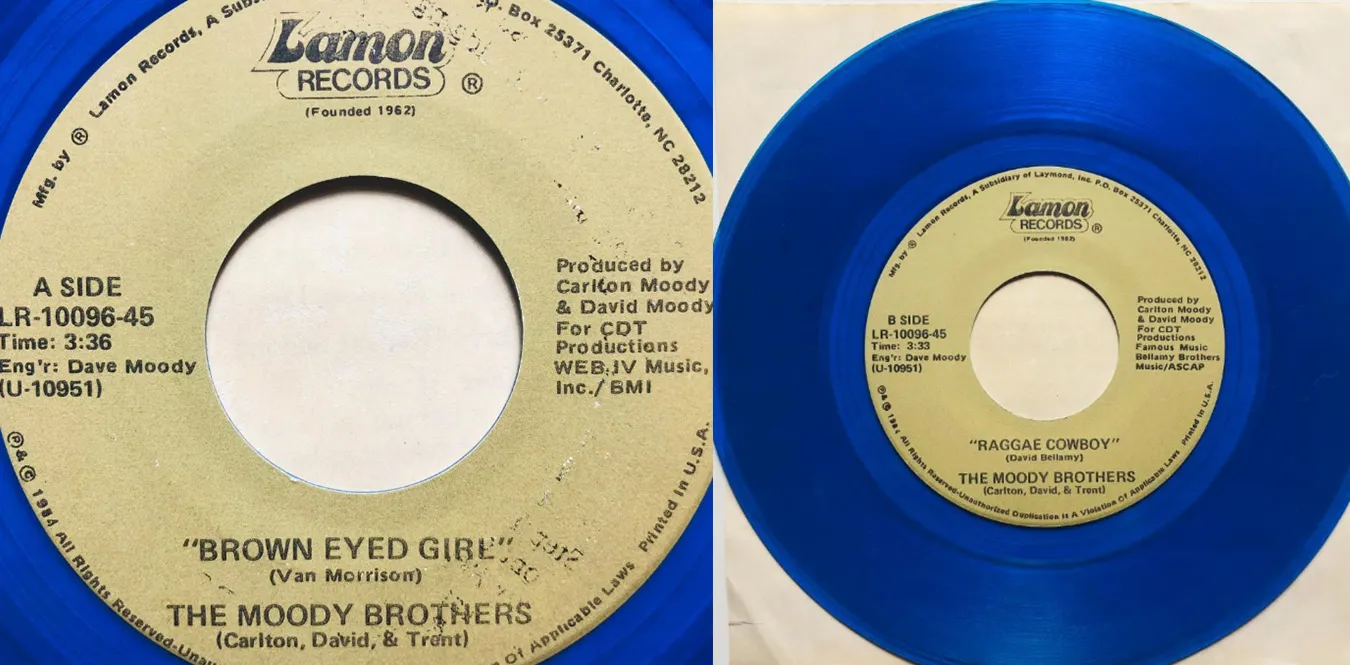 Mfg. by ® Lamon Records, A Subsi
. Box 25371 Charlotte, NC 28212
Lamon
RECORDS ®
(Founded 1962)
A SIDE
LR-10096-45
Time: 3:36
Eng'r: Dave Moody
(U-10951)
Produced by
Carlton Moody
& David Moody
For CDT
Productions
WEB IV Music,
Inc./ BMI
"BROWN EYED GIRL"
(Van Morrison)
THE MOODY BROTHERS
(Carlton, David, & Trent)
℗ & © 1984 All Rights Reserved-Unau
Of Applicable Laws Printed In U.S.A.
Mfg. by ® Lamon Records, A Subsidiary of Laymond, Inc. P.O. Box 25371 Charlotte, NC 28212
Lamon
RECORDS ®
(Founded 1962)
B SIDE
LR-10096-45
Time: 3:33
Eng'r: Dave Moody
(U-10951)
Produced by
Carlton Moody
& David Moody
For CDT
Productions
Famous Music
Bellamy Brothers
Music/ASCAP
"RAGGAE COWBOY"
(David Bellamy)
THE MOODY BROTHERS
(Carlton, David, & Trent)
℗ & © 1984 All Rights Reserved-Unauthorized Duplication Is A Violation Of Applicable Laws Printed In U.S.A.